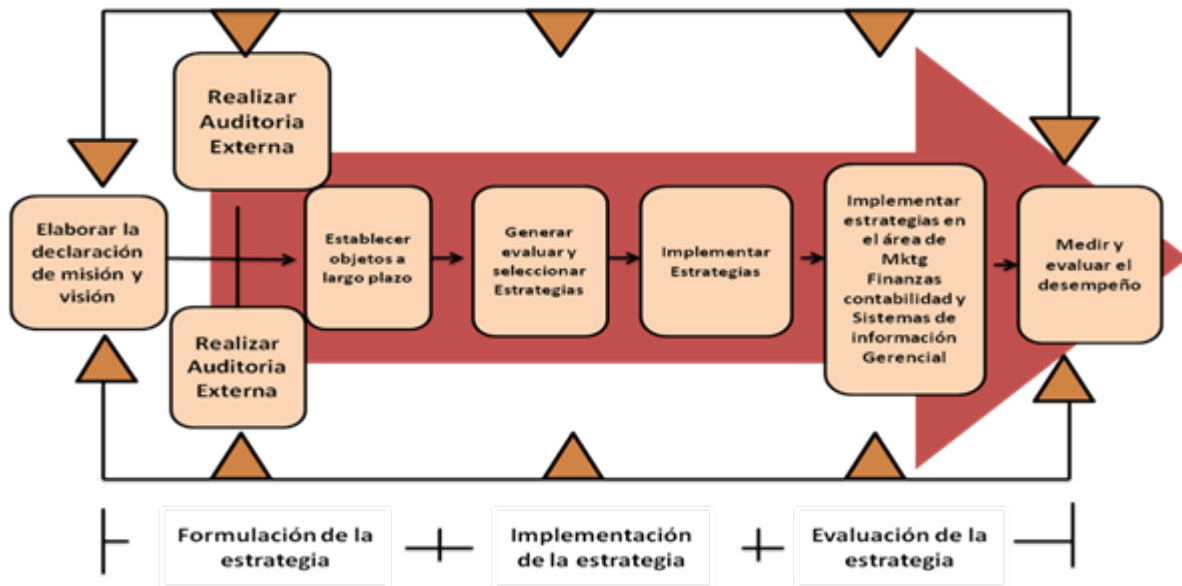 Realizar
Auditoria
Externa
Elaborar la
declaración
de misión y
visión
Realizar
Auditoria
Externa
Establecer
objetos a
largo plazo
Generar
evaluar y
seleccionar
Estrategias
Implementar
Estrategias
Implementar
estrategias en
el área de
Mktg
Finanzas
contabilidad y
Sistemas de
información
Gerencial
Medir y
evaluar el
desempeño
Formulación de la
estrategia
Implementación
de la estrategia
Evaluación de la
estrategia